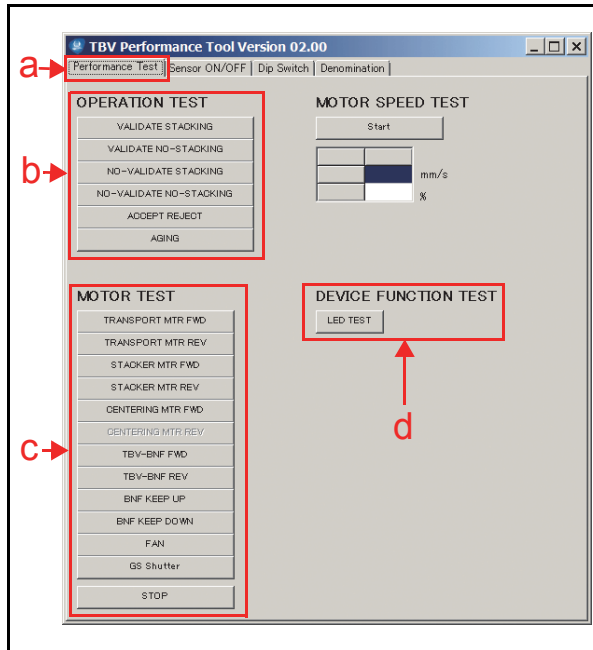 TBV Performance Tool Version 02.00
a
Performance Test Sensor ON/OFF Dip Switch Denomination
OPERATION TEST
VALIDATE STACKING
VALIDATE NO-STACKING
NO-VALIDATE STACKING
NO-VALIDATE NO-STACKING
ACCEPT REJECT
AGING
b
MOTOR SPEED TEST
Start
mm/s
%
MOTOR TEST
TRANSPORT MTR FWD
TRANSPORT MTR REV
STACKER MTR FWD
STACKER MTR REV
CENTERING MTR FWD
CENTERING MTR REV
TBV-BNF FWD
TBV-BNF REV
BNF KEEP UP
BNF KEEP DOWN
FAN
GS Shutter
STOP
c
DEVICE FUNCTION TEST
LED TEST
d